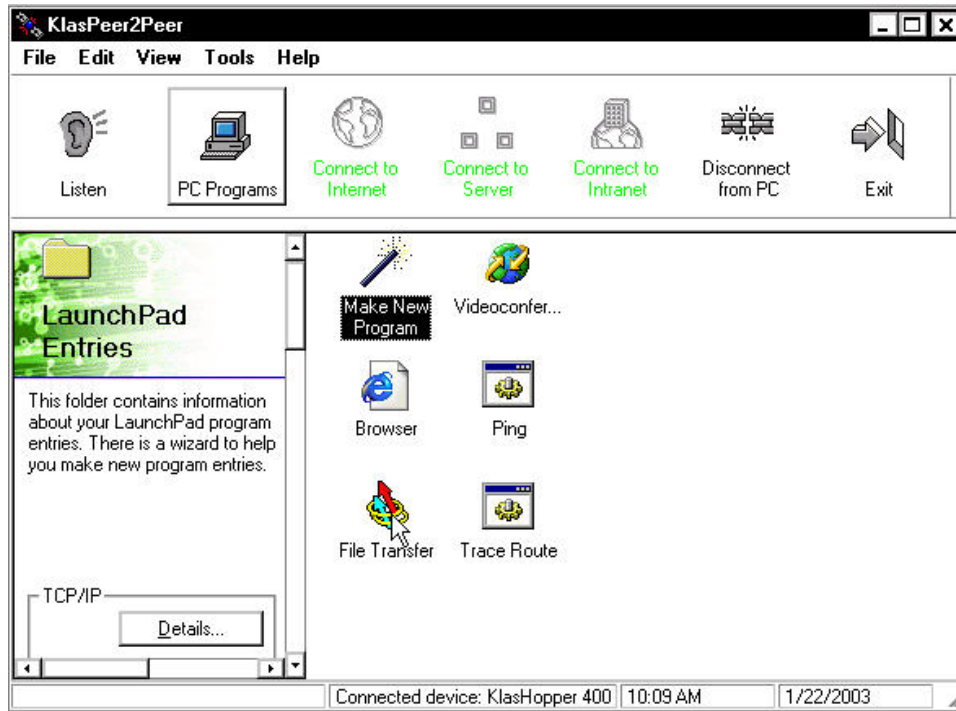 KlasPeer2Peer
File Edit View Tools Help
Listen
PC Programs
Connect to
Internet
Connect to
Server
Connect to
Intranet
Disconnect
from PC
Exit
LaunchPad
Entries
This folder contains information
about your LaunchPad program
entries. There is a wizard to help
you make new program entries.
TCP/IP
Details...
Make New
Program
Videoconfer...
Browser
Ping
File Transfer
Trace Route
Connected device: KlasHopper 400
10:09 AM
1/22/2003